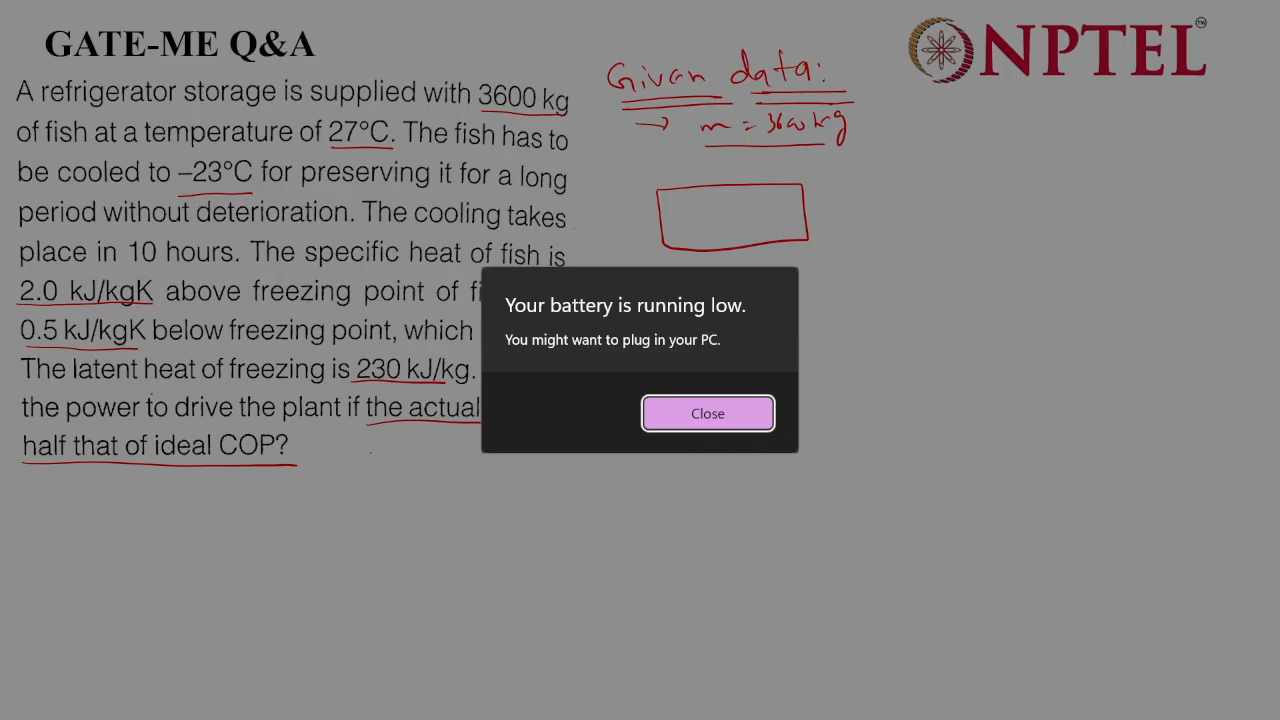 GATE-ME Q&A
NPTEL
TM
A refrigerator storage is supplied with 3600 kg
of fish at a temperature of 27°C. The fish has to
be cooled to –23°C for preserving it for a long
period without deterioration. The cooling takes
place in 10 hours. The specific heat of fish is
2.0 kJ/kgK above freezing point of
0.5 kJ/kgK below freezing point, which
The latent heat of freezing is 230 kJ/kg.
the power to drive the plant if the actual
half that of ideal COP?
Given data:
→ m = 3600 kg
Your battery is running low.
You might want to plug in your PC.
Close